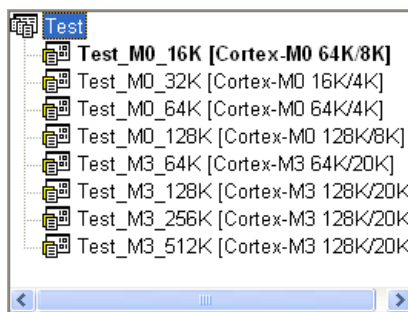 Test
Test_M0_16K [Cortex-M0 64K/8K]
Test_M0_32K [Cortex-M0 16K/4K]
Test_M0_64K [Cortex-M0 64K/4K]
Test_M0_128K [Cortex-M0 128K/8K]
Test_M3_64K [Cortex-M3 64K/20K]
Test_M3_128K [Cortex-M3 128K/20K
Test_M3_256K [Cortex-M3 128K/20K
Test_M3_512K [Cortex-M3 128K/20K